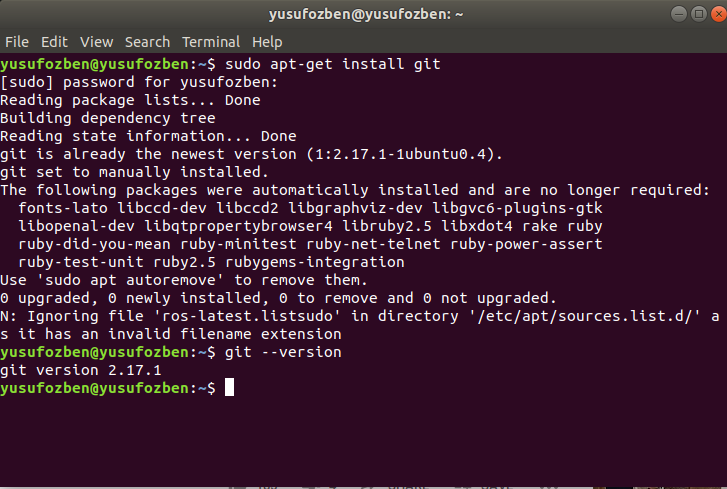 yusufozben@yusufozben: ~
File Edit View Search Terminal Help
yusufozben@yusufozben:~$ sudo apt-get install git
[sudo] password for yusufozben:
Reading package lists... Done
Building dependency tree
Reading state information... Done
git is already the newest version (1:2.17.1-1ubuntu0.4).
git set to manually installed.
The following packages were automatically installed and are no longer required:
  fonts-lato libccd-dev libccd2 libgraphviz-dev libgvc6-plugins-gtk
  libopenal-dev libqtpropertybrowser4 libruby2.5 libxdot4 rake ruby
  ruby-did-you-mean ruby-minitest ruby-net-telnet ruby-power-assert
  ruby-test-unit ruby2.5 rubygems-integration
Use 'sudo apt autoremove' to remove them.
0 upgraded, 0 newly installed, 0 to remove and 0 not upgraded.
N: Ignoring file 'ros-latest.listsudo' in directory '/etc/apt/sources.list.d/' a
s it has an invalid filename extension
yusufozben@yusufozben:~$ git --version
git version 2.17.1
yusufozben@yusufozben:~$